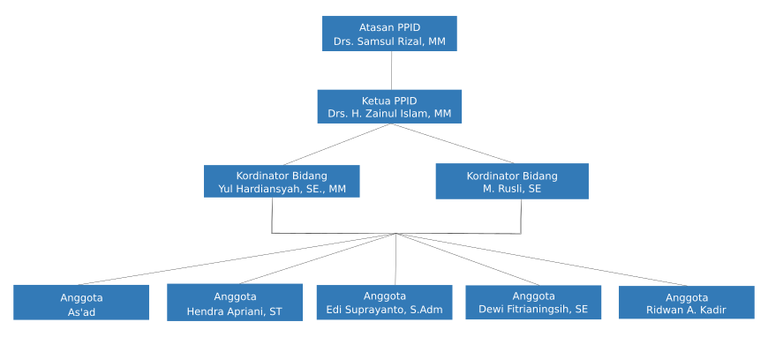 Atasan PPID
Drs. Samsul Rizal, MM
Ketua PPID
Drs. H. Zainul Islam, MM
Kordinator Bidang
Yul Hardiansyah, SE., MM
Kordinator Bidang
M. Rusli, SE
Anggota
As'ad
Anggota
Hendra Apriani, ST
Anggota
Edi Suprayanto, S.Adm
Anggota
Dewi Fitrianingsih, SE
Anggota
Ridwan A. Kadir